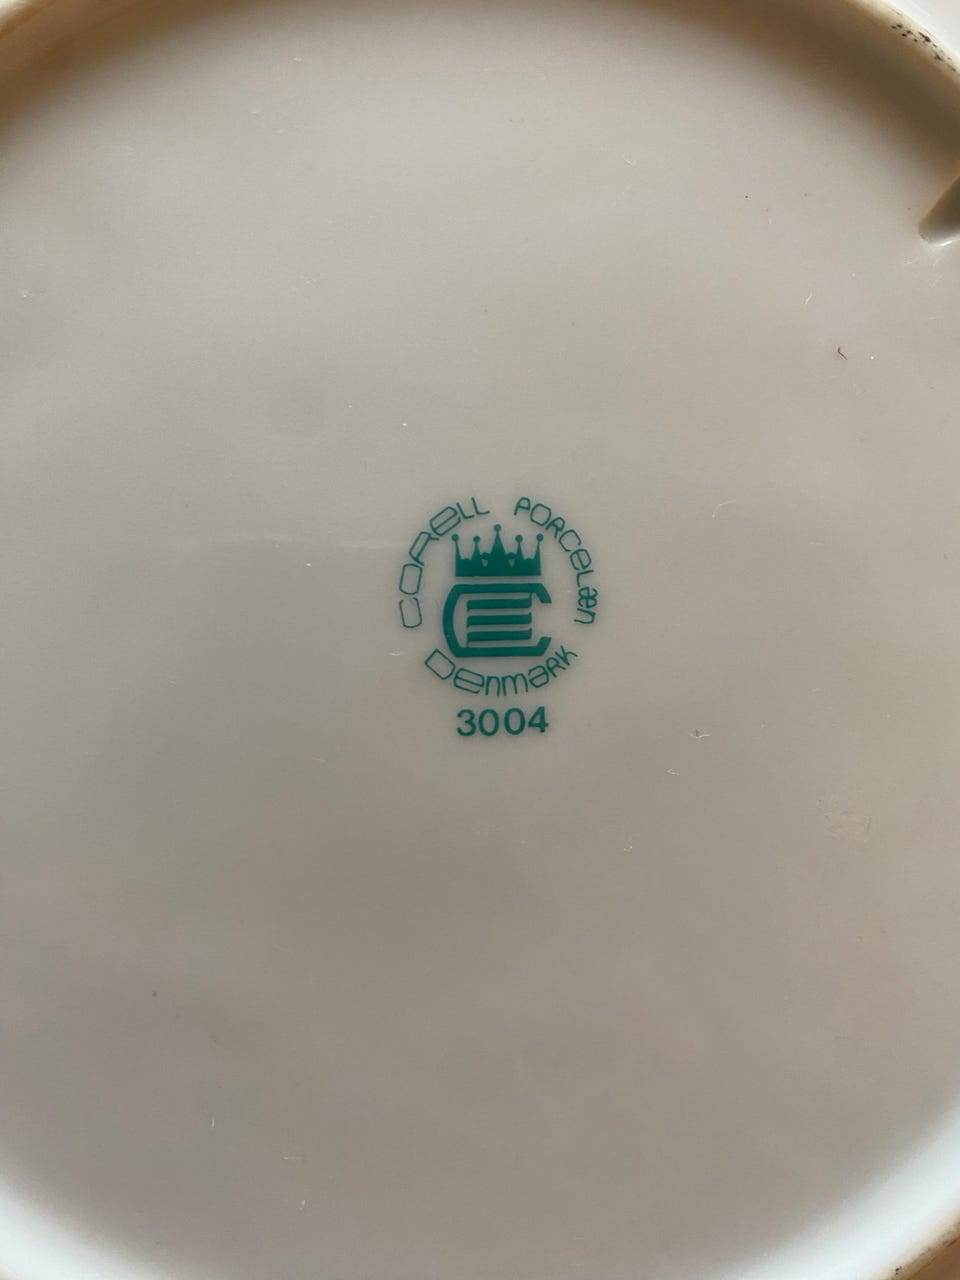 CORELL PORCELÆN
DENMARK
3004